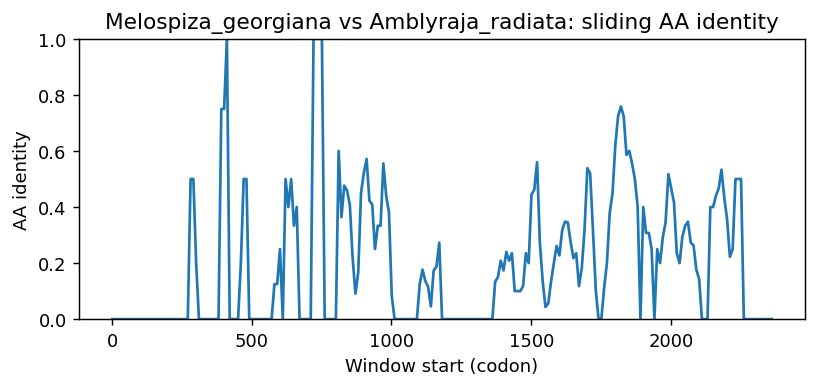 Melospiza_georgiana vs Amblyraja_radiata: sliding AA identity
1.0
0.8
0.6
0.4
0.2
0.0
AA identity
0 500 1000 1500 2000
Window start (codon)